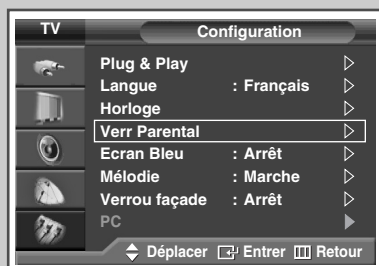 TV Configuration
Plug & Play
Langue : Français
Horloge
Verr Parental
Ecran Bleu : Arrêt
Mélodie : Marche
Verrou façade : Arrêt
PC
Déplacer Entrer Retour